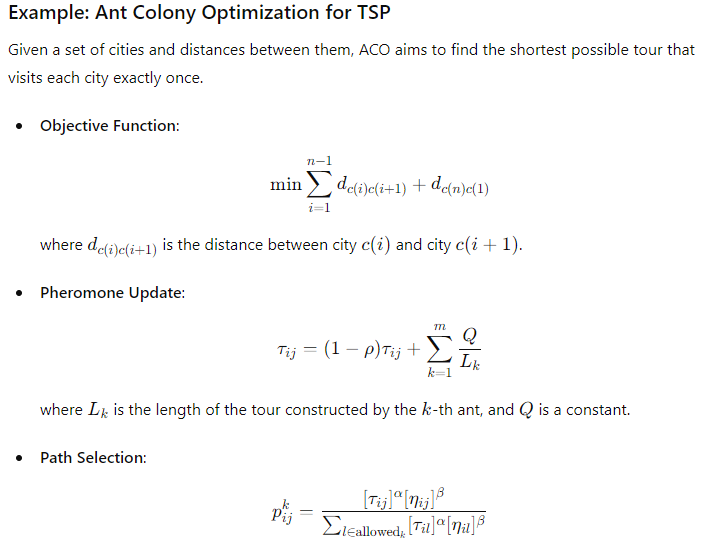 Example: Ant Colony Optimization for TSP
Given a set of cities and distances between them, ACO aims to find the shortest possible tour that
visits each city exactly once.
• Objective Function:
$$\min \sum_{i=1}^{n-1} d_{c(i)c(i+1)} + d_{c(n)c(1)}$$
where $d_{c(i)c(i+1)}$ is the distance between city $c(i)$ and city $c(i+1)$.
• Pheromone Update:
$$\tau_{ij} = (1 - \rho)\tau_{ij} + \sum_{k=1}^{m} \frac{Q}{L_k}$$
where $L_k$ is the length of the tour constructed by the $k$-th ant, and $Q$ is a constant.
• Path Selection:
$$p_{ij}^k = \frac{[\tau_{ij}]^\alpha [\eta_{ij}]^\beta}{\sum_{l \in \text{allowed}_k} [\tau_{il}]^\alpha [\eta_{il}]^\beta}$$